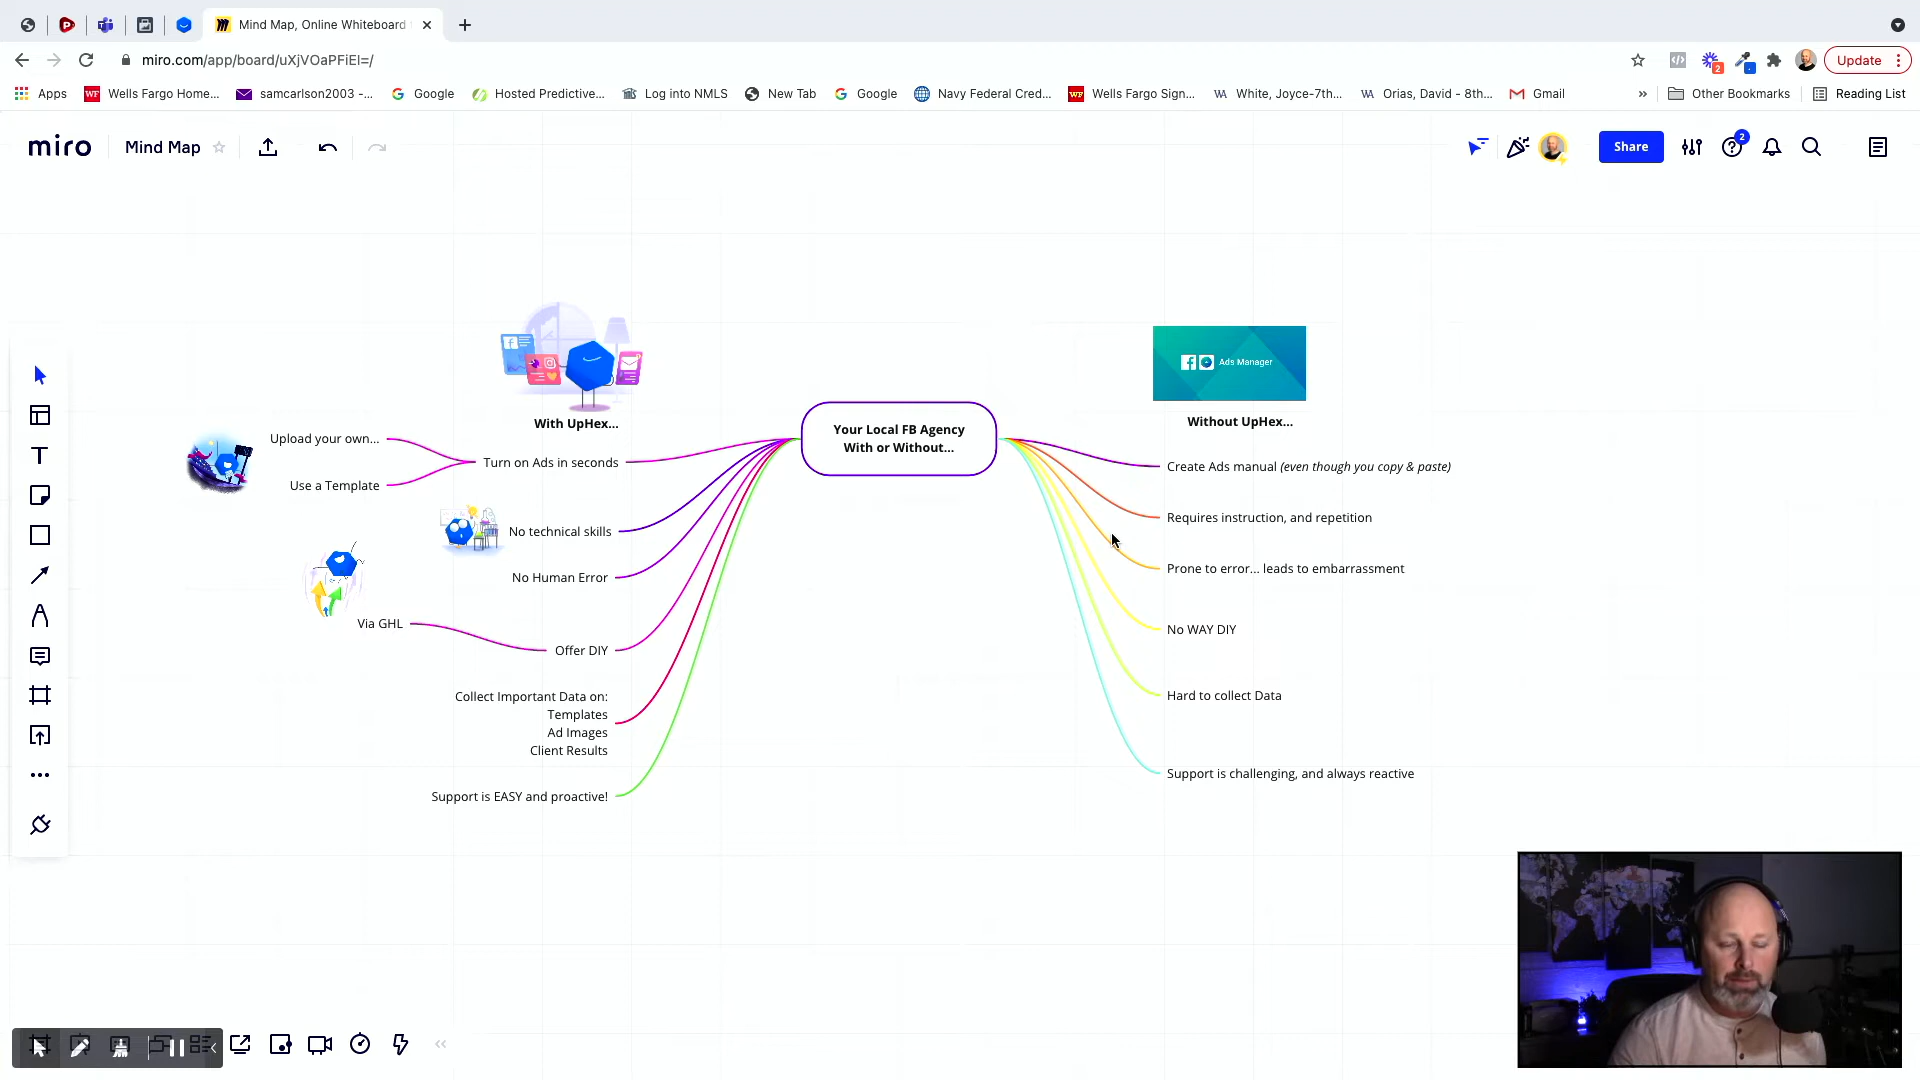 Mind Map, Online Whiteboard
miro.com/app/board/uXjVOaPFiEI=/
2
Update
Apps
WF
Wells Fargo Home...
samcarlson2003 -...
Google
Hosted Predictive...
Log into NMLS
New Tab
Google
Navy Federal Cred...
WF
Wells Fargo Sign...
White, Joyce-7th...
Orias, David - 8th...
Gmail
»
Other Bookmarks
Reading List
miro
Mind Map
Share
2
Ads Manager
With UpHex...
Without UpHex...
Your Local FB Agency
With or Without...
Upload your own...
Turn on Ads in seconds
Use a Template
No technical skills
No Human Error
Via GHL
Offer DIY
Collect Important Data on:
Templates
Ad Images
Client Results
Support is EASY and proactive!
Create Ads manual (even though you copy & paste)
Requires instruction, and repetition
Prone to error... leads to embarrassment
No WAY DIY
Hard to collect Data
Support is challenging, and always reactive